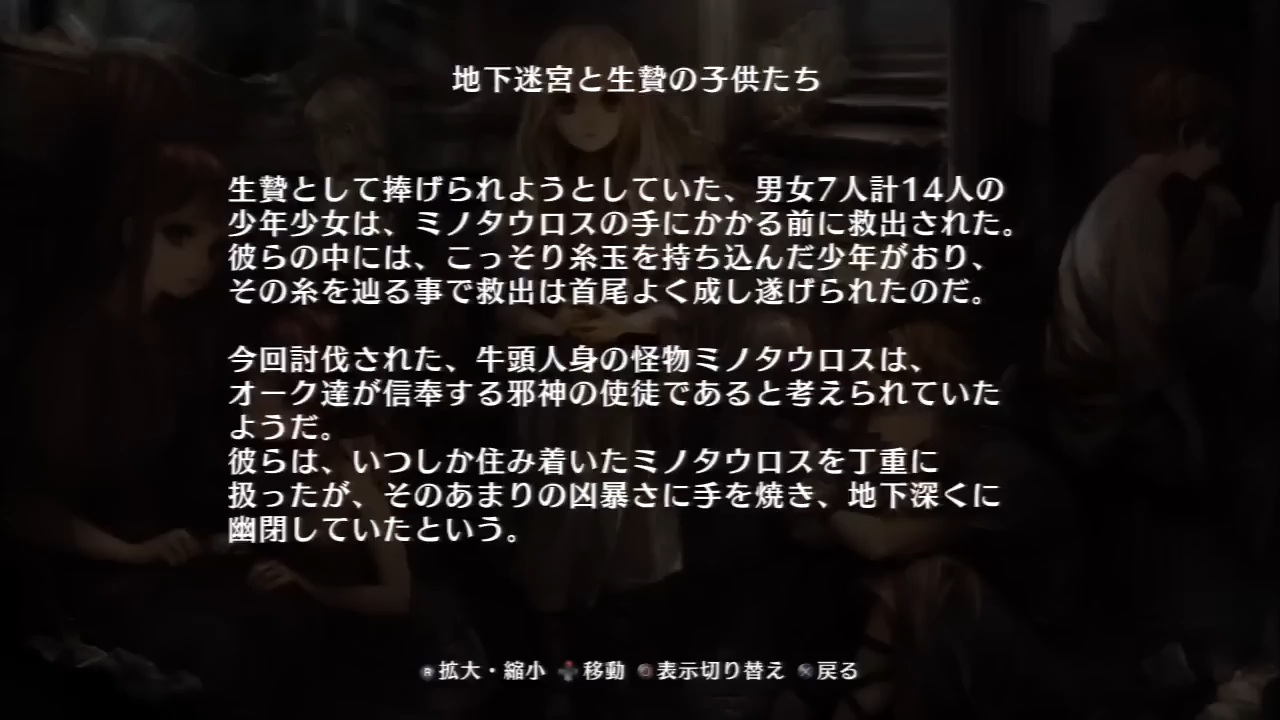 地下迷宮と生贄の子供たち
生贄として捧げられようとしていた、男女7人計14人の
少年少女は、ミノタウロスの手にかかる前に救出された。
彼らの中には、こっそり糸玉を持ち込んだ少年がおり、
その糸を辿る事で救出は首尾よく成し遂げられたのだ。
今回討伐された、牛頭人身の怪物ミノタウロスは、
オーク達が信奉する邪神の使徒であると考えられていた
ようだ。
彼らは、いつしか住み着いたミノタウロスを丁重に
扱ったが、そのあまりの凶暴さに手を焼き、地下深くに
幽閉していたという。
拡大・縮小 移動 表示切り替え 戻る